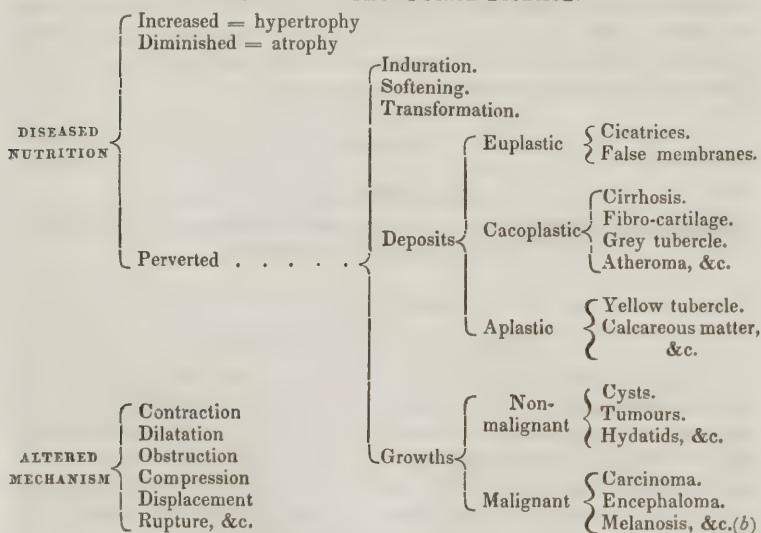 Increased = hypertrophy
Diminished = atrophy
DISEASED
NUTRITION
Perverted . . . . .
Induration.
Softening.
Transformation.
Deposits
Euplastic
Cicatrices.
False membranes.
Cacoplastic
Cirrhosis.
Fibro-cartilage.
Grey tubercle.
Atheroma, &c.
Aplastic
Yellow tubercle.
Calcareous matter,
&c.
Growths
Non-
malignant
Cysts.
Tumours.
Hydatids, &c.
Malignant
Carcinoma.
Encephaloma.
Melanosis, &c.(b)
ALTERED
MECHANISM
Contraction
Dilatation
Obstruction
Compression
Displacement
Rupture, &c.